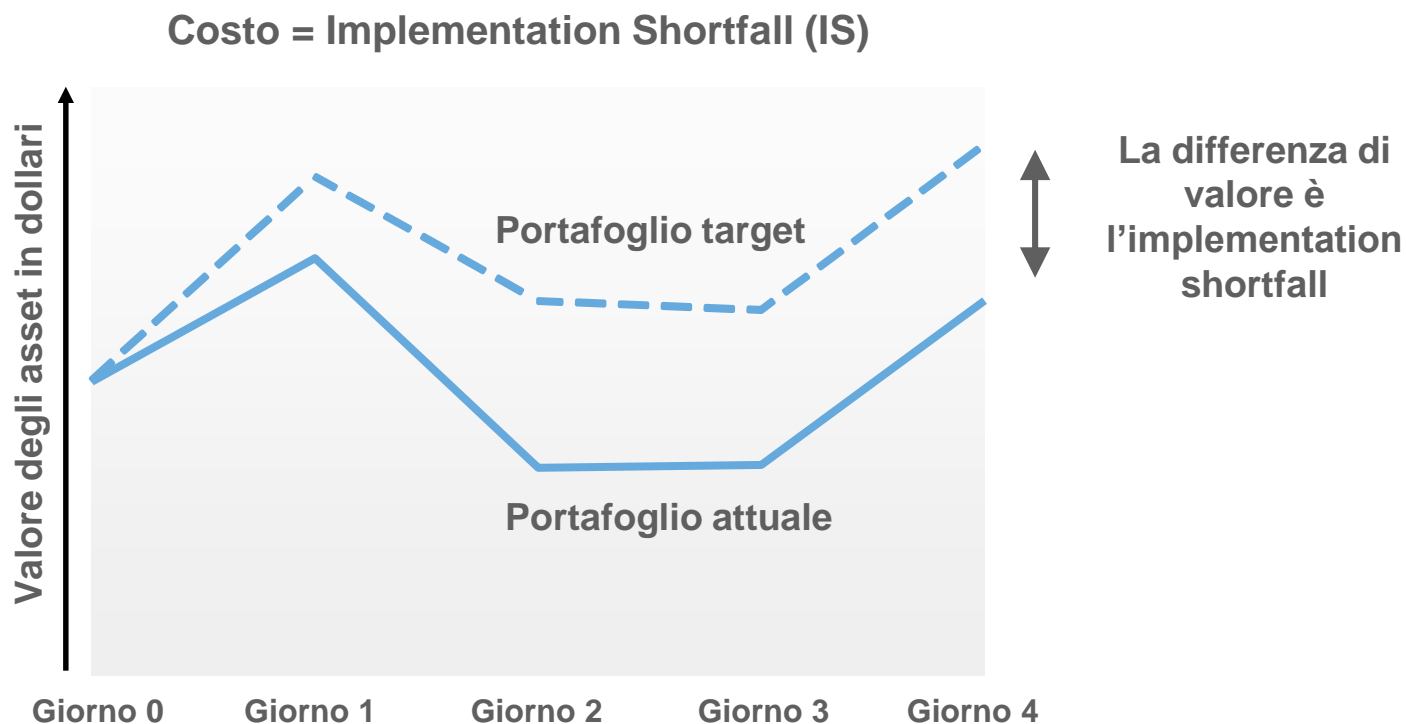 Costo = Implementation Shortfall (IS)
Valore degli asset in dollari
Portafoglio target
Portafoglio attuale
La differenza di
valore è
l’implementation
shortfall
Giorno 0
Giorno 1
Giorno 2
Giorno 3
Giorno 4